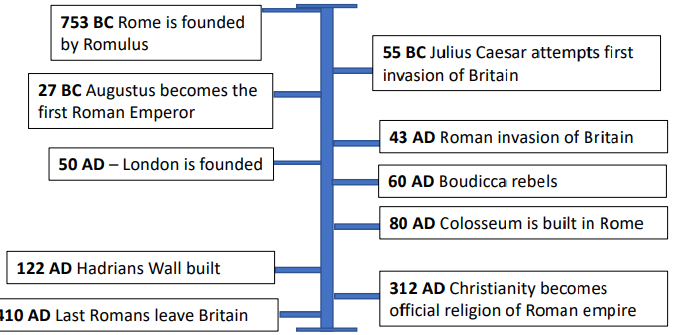 753 BC Rome is founded
by Romulus
55 BC Julius Caesar attempts first
invasion of Britain
27 BC Augustus becomes the
first Roman Emperor
43 AD Roman invasion of Britain
50 AD – London is founded
60 AD Boudicca rebels
80 AD Colosseum is built in Rome
122 AD Hadrians Wall built
312 AD Christianity becomes
official religion of Roman empire
410 AD Last Romans leave Britain